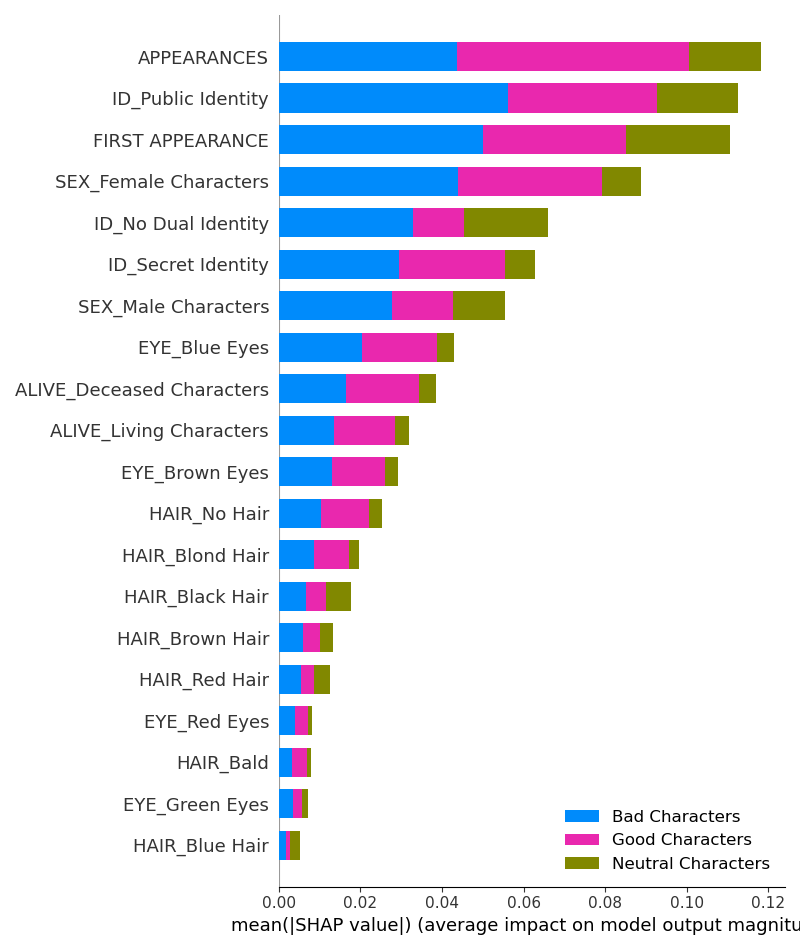 APPEARANCES
ID_Public Identity
FIRST APPEARANCE
SEX_Female Characters
ID_No Dual Identity
ID_Secret Identity
SEX_Male Characters
EYE_Blue Eyes
ALIVE_Deceased Characters
ALIVE_Living Characters
EYE_Brown Eyes
HAIR_No Hair
HAIR_Blond Hair
HAIR_Black Hair
HAIR_Brown Hair
HAIR_Red Hair
EYE_Red Eyes
HAIR_Bald
EYE_Green Eyes
HAIR_Blue Hair
Bad Characters
Good Characters
Neutral Characters
0.00 0.02 0.04 0.06 0.08 0.10 0.12
mean(|SHAP value|) (average impact on model output magnitu